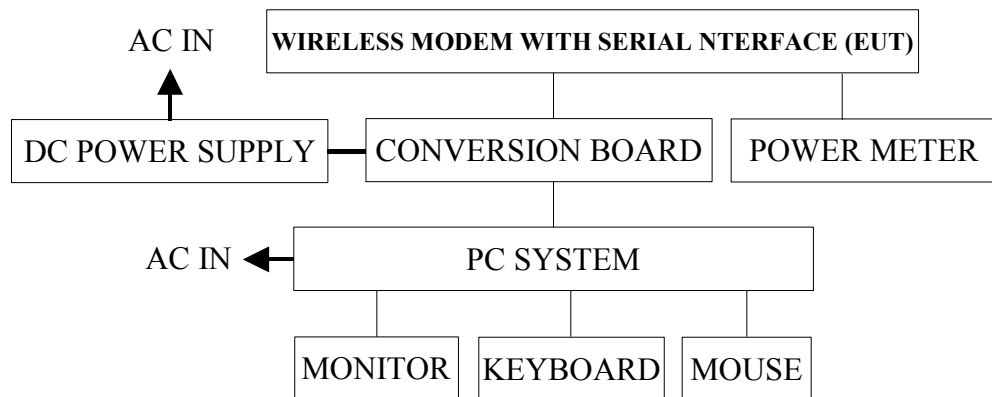 AC IN
WIRELESS MODEM WITH SERIAL NTERFACE (EUT)
DC POWER SUPPLY
CONVERSION BOARD
POWER METER
AC IN
PC SYSTEM
MONITOR
KEYBOARD
MOUSE